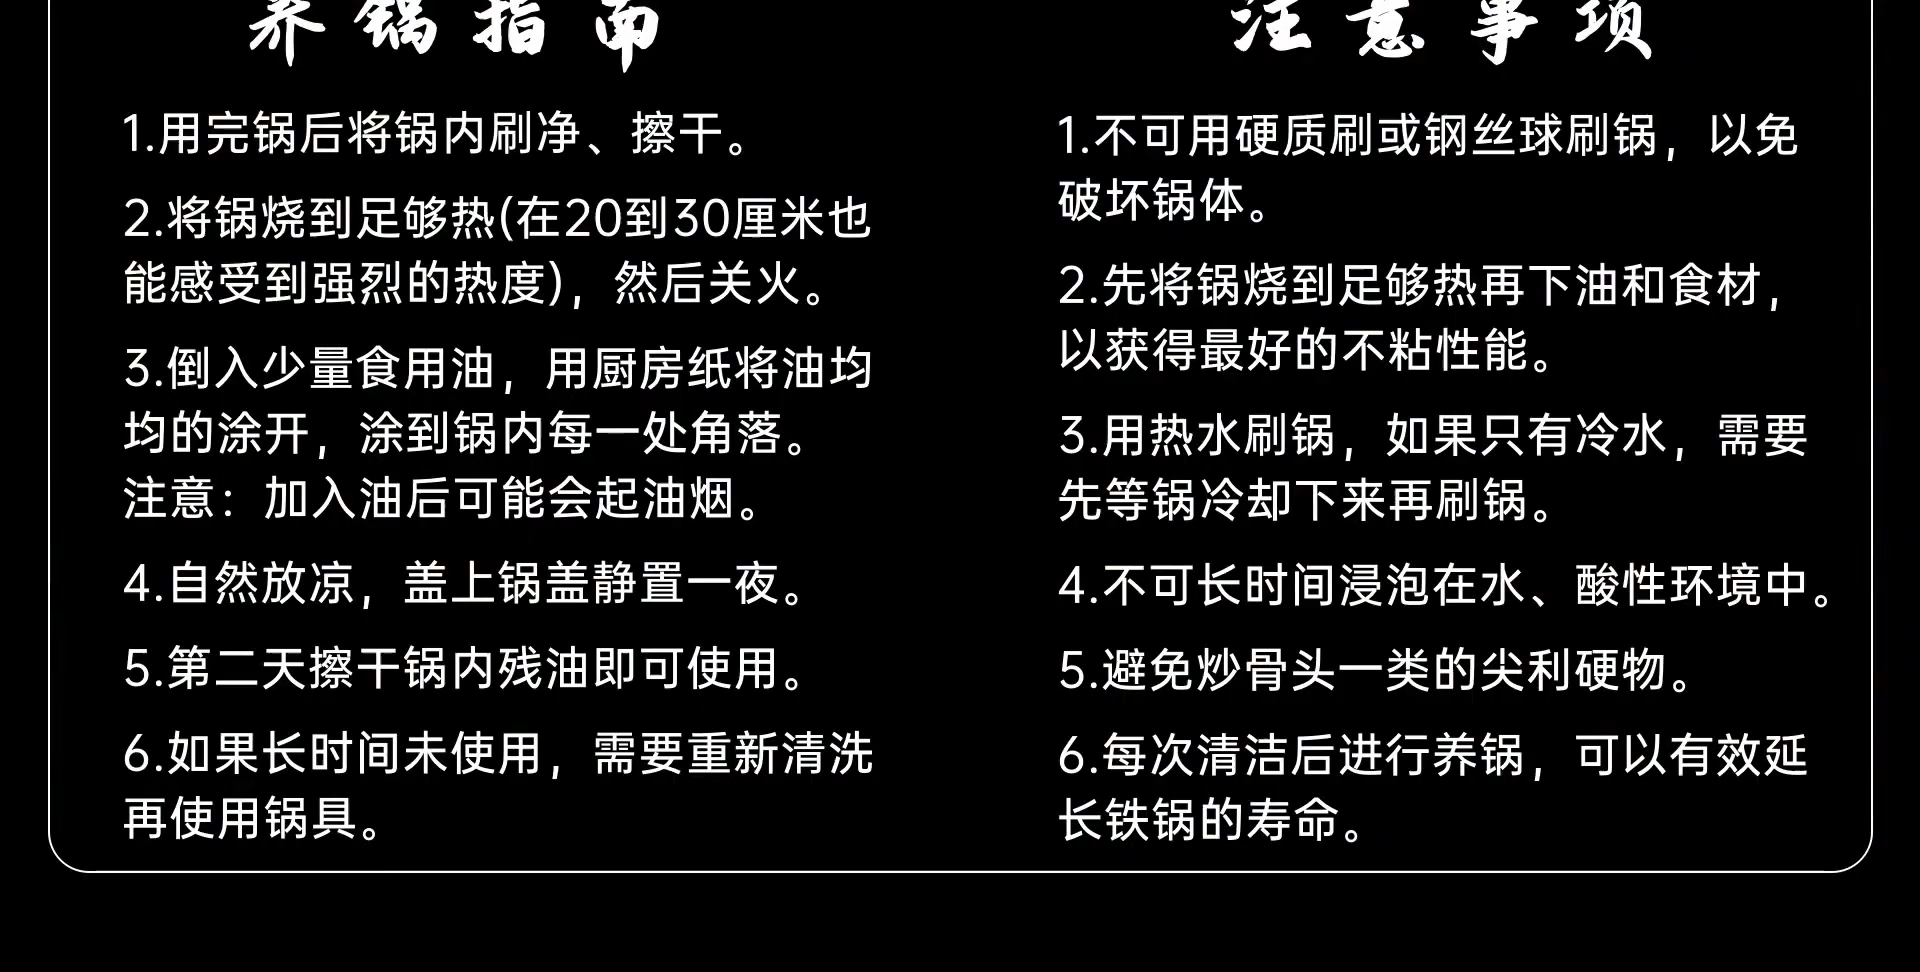 养锅指南
1.用完锅后将锅内刷净、擦干。
2.将锅烧到足够热(在20到30厘米也
能感受到强烈的热度)，然后关火。
3.倒入少量食用油，用厨房纸将油均
均的涂开，涂到锅内每一处角落。
注意：加入油后可能会起油烟。
4.自然放凉，盖上锅盖静置一夜。
5.第二天擦干锅内残油即可使用。
6.如果长时间未使用，需要重新清洗
再使用锅具。
注意事项
1.不可用硬质刷或钢丝球刷锅，以免
破坏锅体。
2.先将锅烧到足够热再下油和食材，
以获得最好的不粘性能。
3.用热水刷锅，如果只有冷水，需要
先等锅冷却下来再刷锅。
4.不可长时间浸泡在水、酸性环境中。
5.避免炒骨头一类的尖利硬物。
6.每次清洁后进行养锅，可以有效延
长铁锅的寿命。